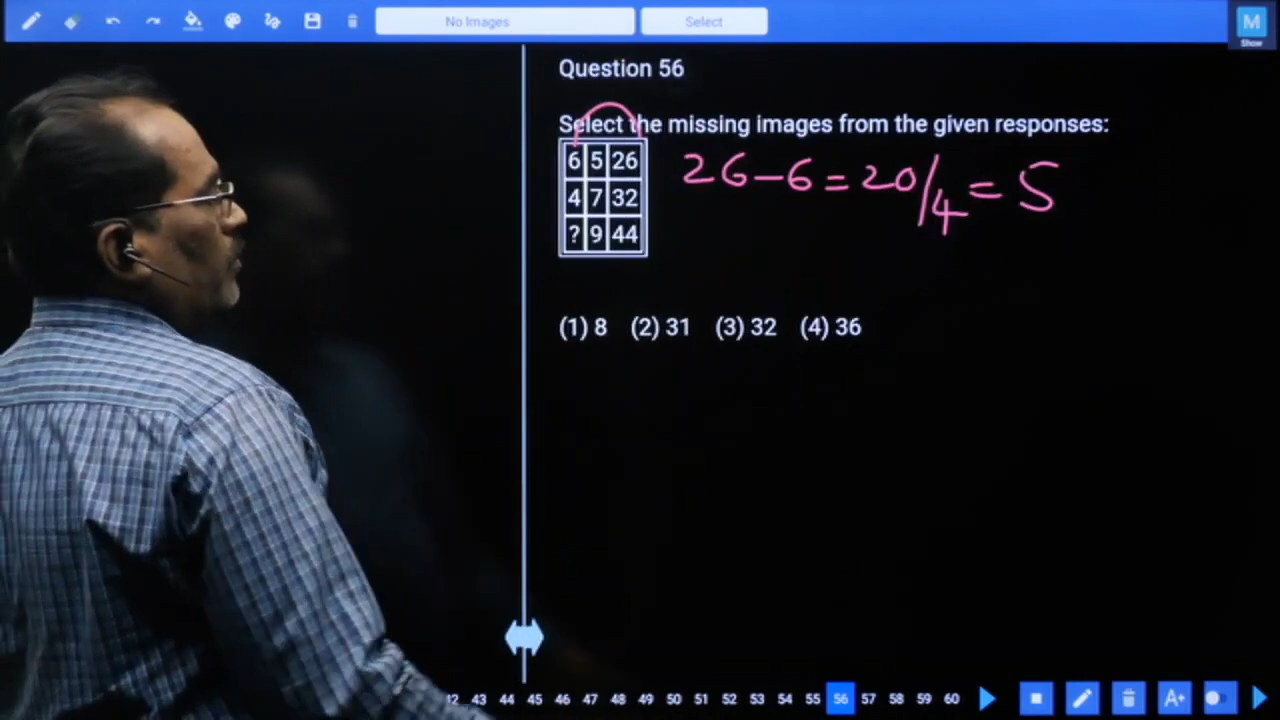 No Images Select M
Show
Question 56
Select the missing images from the given responses:
6 5 26
4 7 32
? 9 44
26-6=20/4=5
(1) 8 (2) 31 (3) 32 (4) 36
42 43 44 45 46 47 48 49 50 51 52 53 54 55 56 57 58 59 60 A+